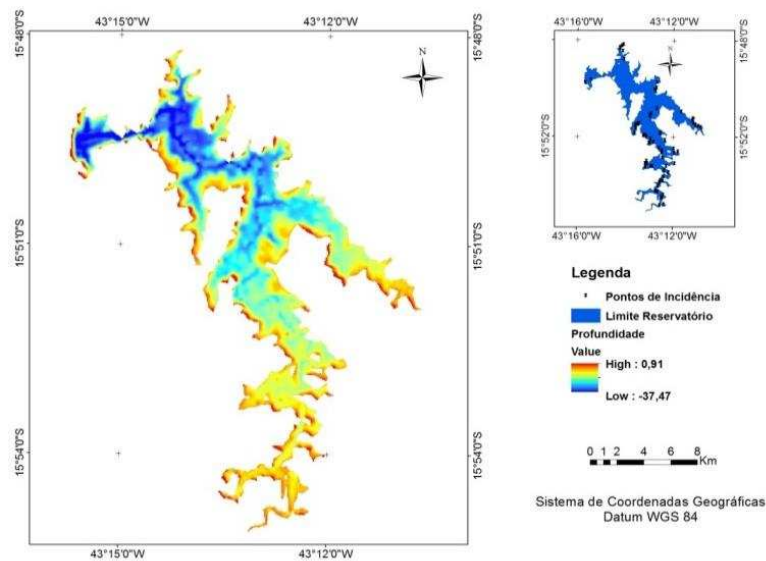 43°15'0"W 43°12'0"W
15°48'0"S 15°48'0"S
N
15°51'0"S 15°51'0"S
15°54'0"S 15°54'0"S
43°15'0"W 43°12'0"W
43°16'0"W 43°12'0"W
15°48'0"S 15°48'0"S
N
15°52'0"S 15°52'0"S
43°16'0"W 43°12'0"W
Legenda
Pontos de Incidência
Limite Reservatório
Profundidade
Value
High : 0,91
Low : -37,47
0 1 2 4 6 8
Km
Sistema de Coordenadas Geográficas
Datum WGS 84